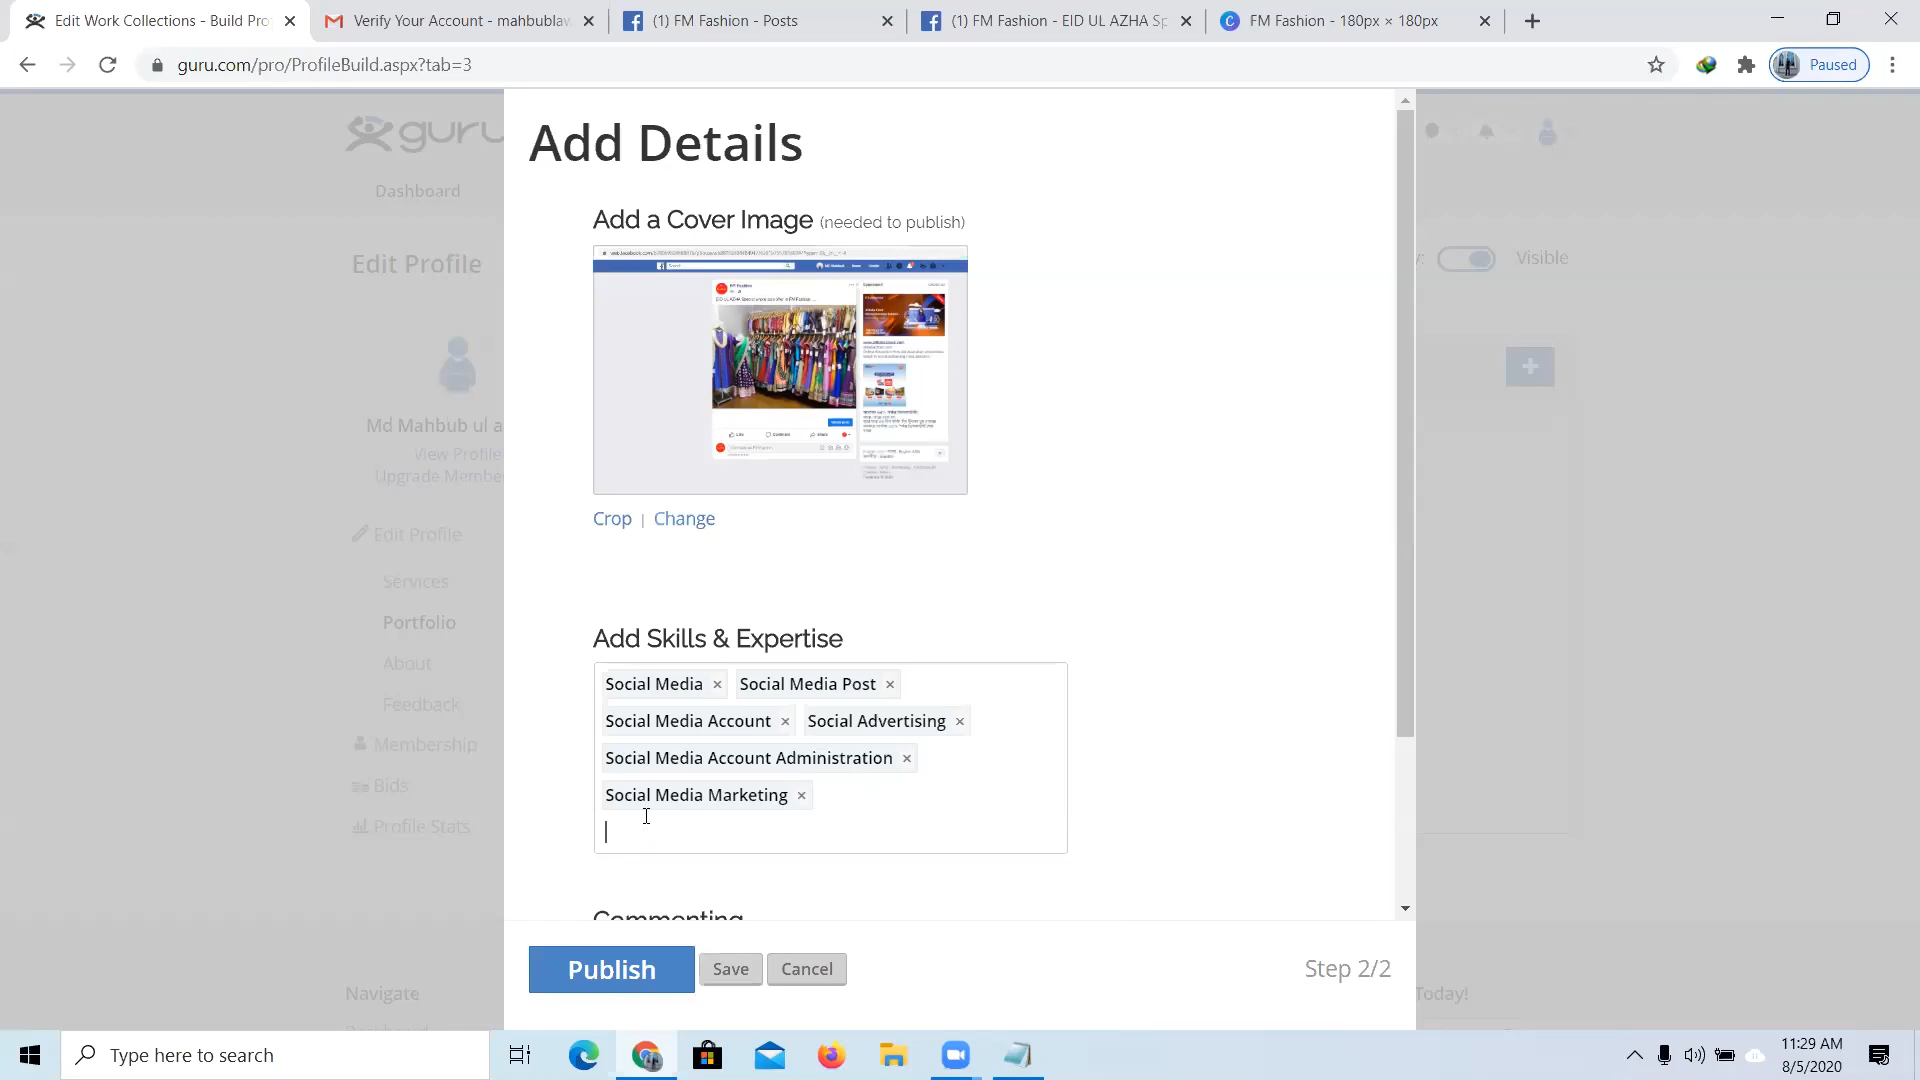 Edit Work Collections - Build Pro
Verify Your Account - mahbublaw
(1) FM Fashion - Posts
(1) FM Fashion - EID UL AZHA Sp
FM Fashion - 180px × 180px
guru.com/pro/ProfileBuild.aspx?tab=3
Paused
guru
Dashboard
Edit Profile
Visible
Md Mahbub ul a
View Profile
Upgrade Membe
Edit Profile
Services
Portfolio
About
Feedback
Membership
Bids
Profile Stats
Navigate
Today!
Add Details
Add a Cover Image (needed to publish)
FM Fashion
Crop | Change
Add Skills & Expertise
Social Media × Social Media Post ×
Social Media Account × Social Advertising ×
Social Media Account Administration ×
Social Media Marketing ×
Commenting
Publish Save Cancel Step 2/2
Type here to search
11:29 AM
8/5/2020